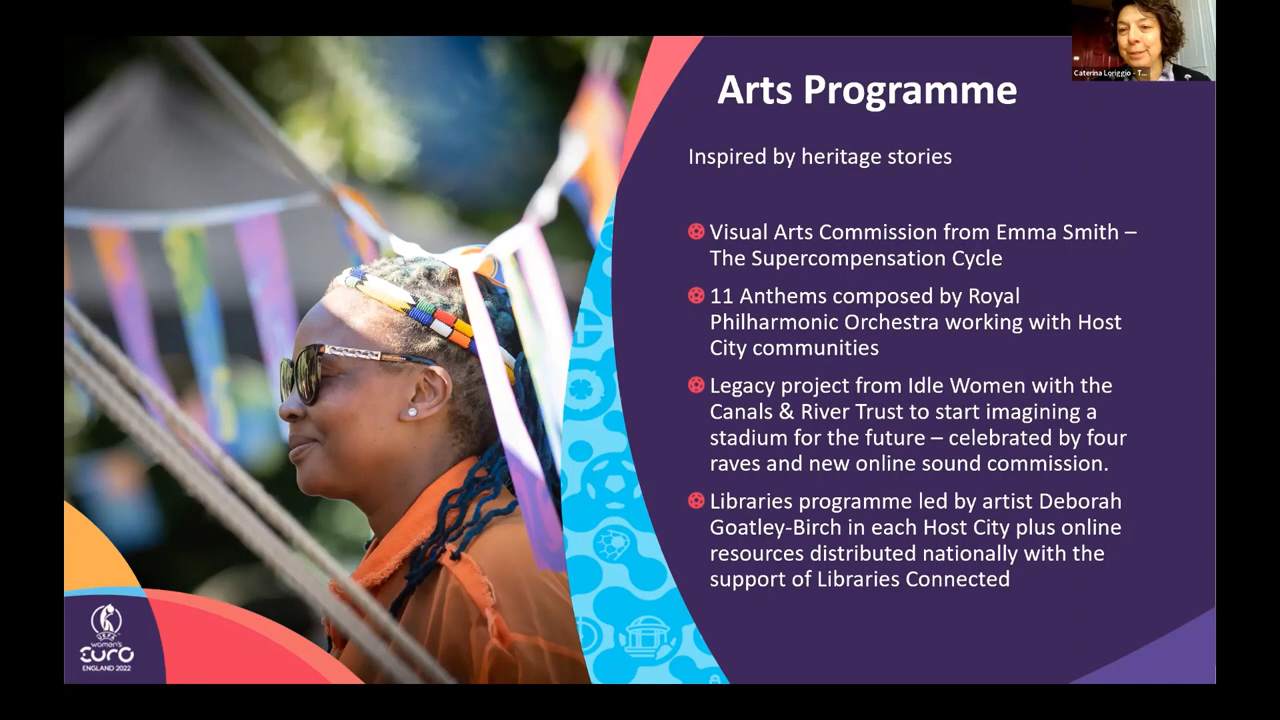 Caterina Loriggio - T...
Arts Programme
Inspired by heritage stories
Visual Arts Commission from Emma Smith –
The Supercompensation Cycle
11 Anthems composed by Royal
Philharmonic Orchestra working with Host
City communities
Legacy project from Idle Women with the
Canals & River Trust to start imagining a
stadium for the future – celebrated by four
raves and new online sound commission.
Libraries programme led by artist Deborah
Goatley-Birch in each Host City plus online
resources distributed nationally with the
support of Libraries Connected
UEFA
women's
EURO
ENGLAND 2022